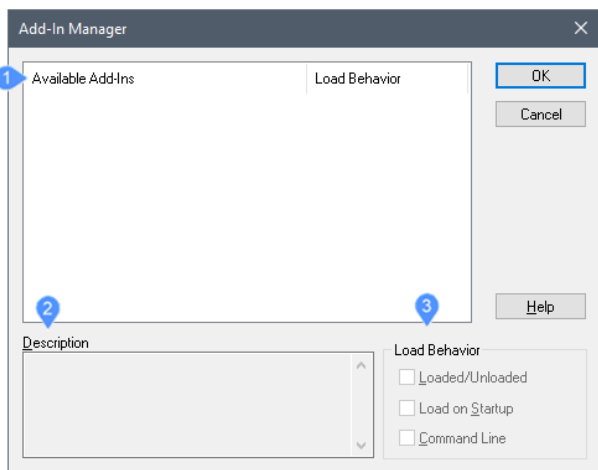 Add-In Manager
1
Available Add-Ins Load Behavior
OK
Cancel
2 3
Help
Description
Load Behavior
Loaded/Unloaded
Load on Startup
Command Line